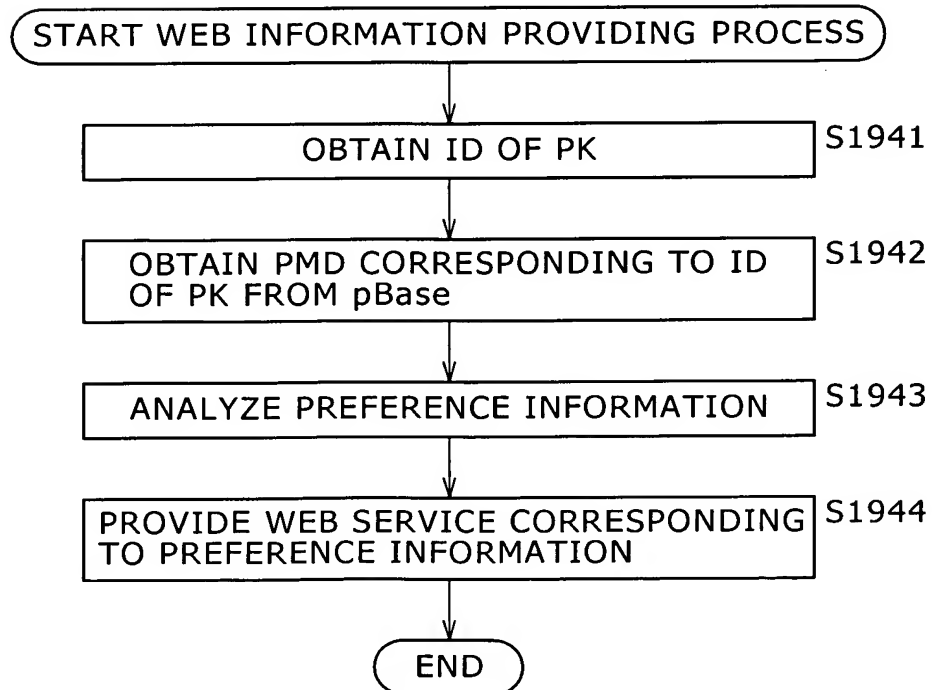 START WEB INFORMATION PROVIDING PROCESS
OBTAIN ID OF PK
S1941
OBTAIN PMD CORRESPONDING TO ID
OF PK FROM pBase
S1942
ANALYZE PREFERENCE INFORMATION
S1943
PROVIDE WEB SERVICE CORRESPONDING
TO PREFERENCE INFORMATION
S1944
END